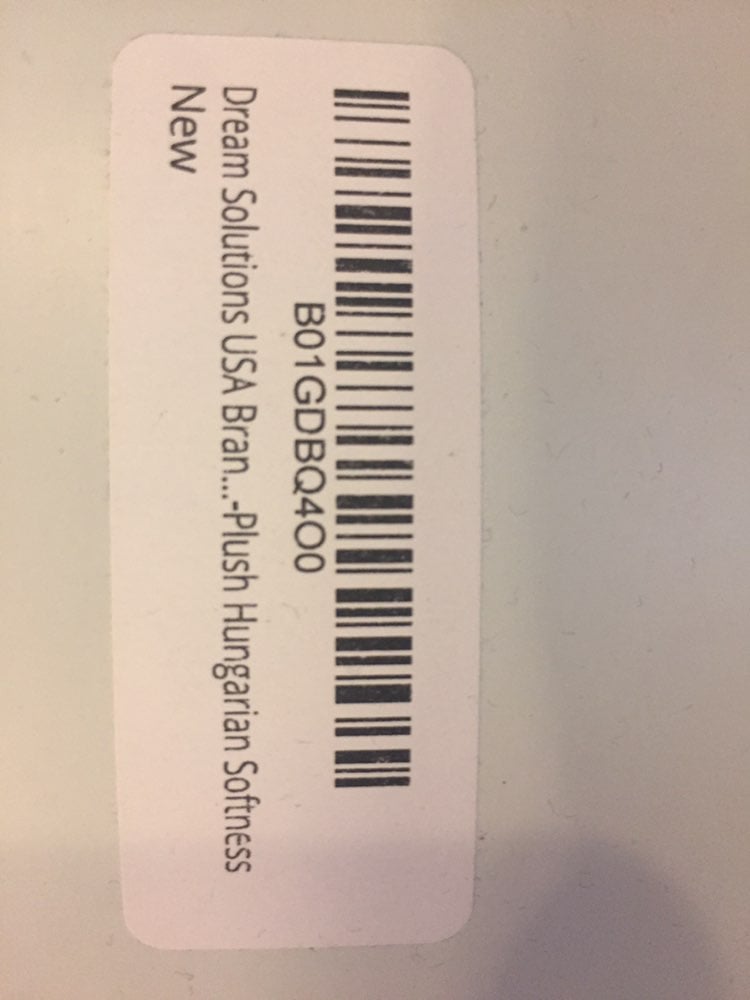 B01GDBQ4O0
Dream Solutions USA Bran...-Plush Hungarian Softness
New